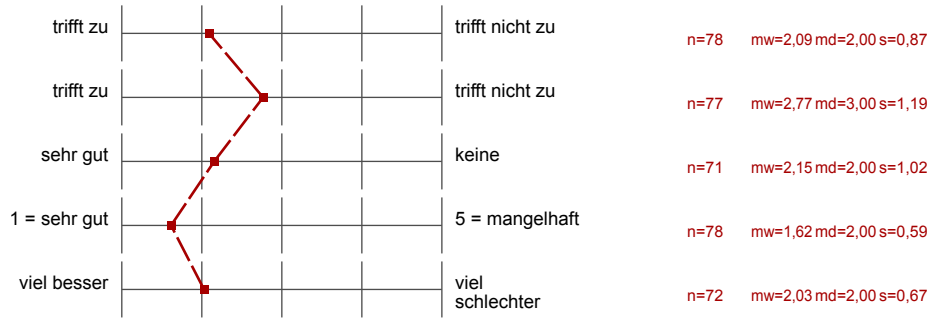 trifft zu trifft nicht zu n=78 mw=2,09 md=2,00 s=0,87
trifft zu trifft nicht zu n=77 mw=2,77 md=3,00 s=1,19
sehr gut keine n=71 mw=2,15 md=2,00 s=1,02
1 = sehr gut 5 = mangelhaft n=78 mw=1,62 md=2,00 s=0,59
viel besser viel
schlechter n=72 mw=2,03 md=2,00 s=0,67